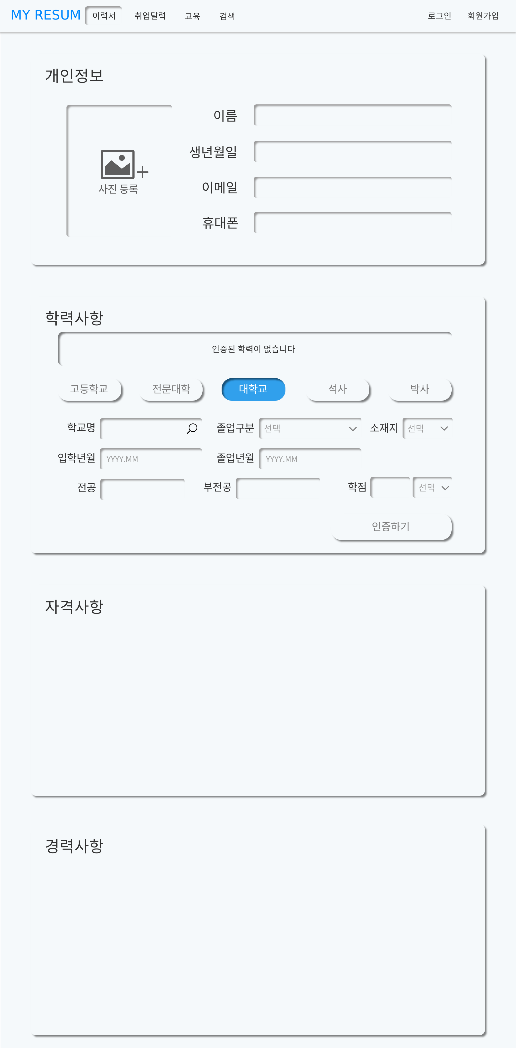 MY RESUM 이력서 취업달력 교육 검색 로그인 회원가입
개인정보
사진 등록
이름
생년월일
이메일
휴대폰
학력사항
인증된 학력이 없습니다
고등학교 전문대학 대학교 석사 박사
학교명 졸업구분 선택 소재지 선택
입학년월 YYYY.MM 졸업년월 YYYY.MM
전공 부전공 학점 선택
인증하기
자격사항
경력사항